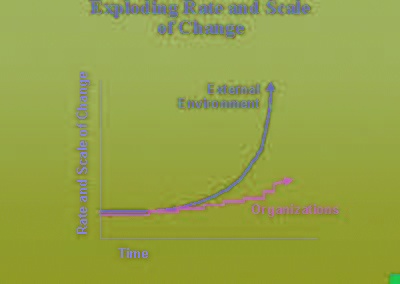 Exploding Rate and Scale
of Change
External
Environment
Rate and Scale of Change
Organizations
Time